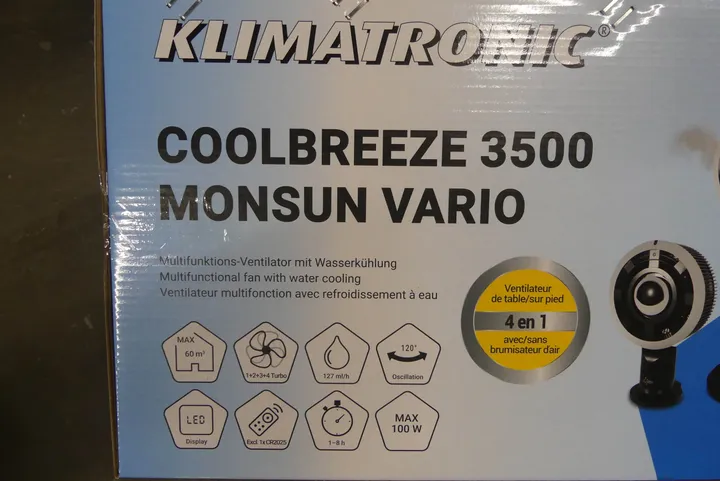 KLIMATRONIC®
COOLBREEZE 3500
MONSUN VARIO
Multifunktions-Ventilator mit Wasserkühlung
Multifunctional fan with water cooling
Ventilateur multifonction avec refroidissement à eau
Ventilateur
de table/sur pied
4 en 1
avec/sans
brumisateur d'air
MAX
60 m²
1+2+3+4 Turbo
127 ml/h
120°
Oscillation
LED
Display
Excl. 1xCR2025
1-8 h
MAX
100 W